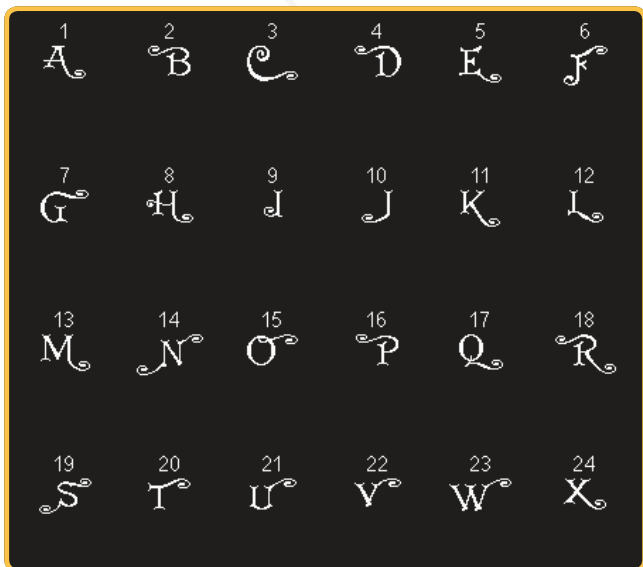 1 2 3 4 5 6
A B C D E F
7 8 9 10 11 12
G H I J K L
13 14 15 16 17 18
M N O P Q R
19 20 21 22 23 24
S T U V W X